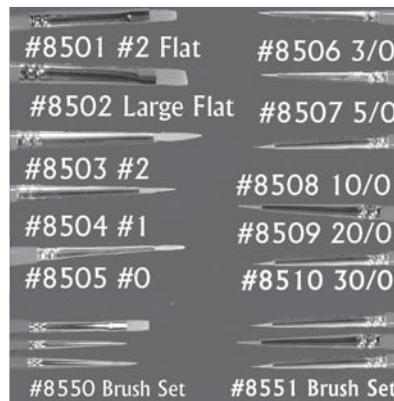 #8501 #2 Flat
#8502 Large Flat
#8503 #2
#8504 #1
#8505 #0
#8550 Brush Set
#8506 3/0
#8507 5/0
#8508 10/0
#8509 20/0
#8510 30/0
#8551 Brush Set